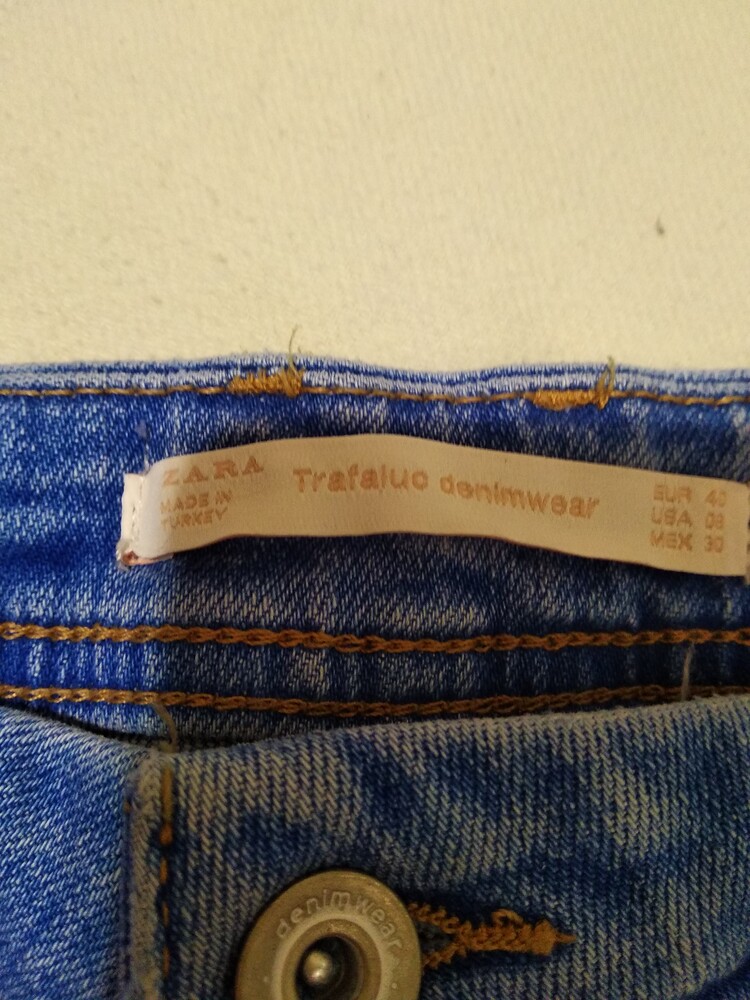 ZARA
MADE IN
TURKEY
Trafaluc denimwear
EUR 40
USA 08
MEX 30
denimwear